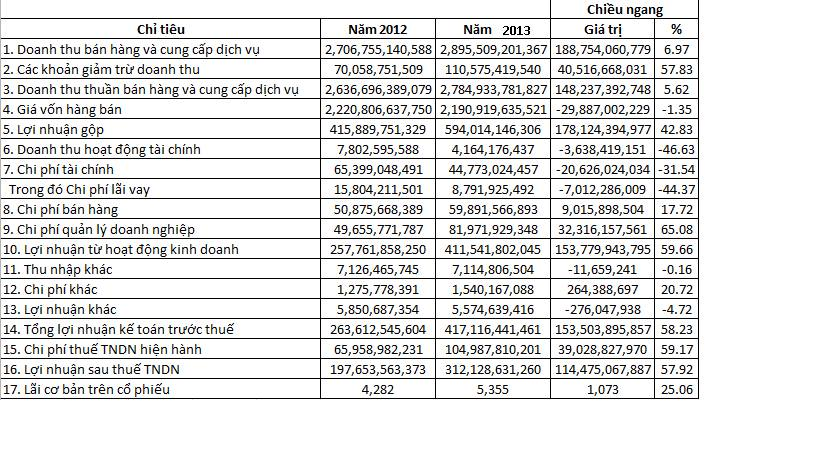 Chiều ngang
Chỉ tiêu Năm 2012 Năm 2013 Giá trị %
1. Doanh thu bán hàng và cung cấp dịch vụ 2,706,755,140,588 2,895,509,201,367 188,754,060,779 6.97
2. Các khoản giảm trừ doanh thu 70,058,751,509 110,575,419,540 40,516,668,031 57.83
3. Doanh thu thuần bán hàng và cung cấp dịch vụ 2,636,696,389,079 2,784,933,781,827 148,237,392,748 5.62
4. Giá vốn hàng bán 2,220,806,637,750 2,190,919,635,521 -29,887,002,229 -1.35
5. Lợi nhuận gộp 415,889,751,329 594,014,146,306 178,124,394,977 42.83
6. Doanh thu hoạt động tài chính 7,802,595,588 4,164,176,437 -3,638,419,151 -46.63
7. Chi phí tài chính 65,399,048,491 44,773,024,457 -20,626,024,034 -31.54
Trong đó Chi phí lãi vay 15,804,211,501 8,791,925,492 -7,012,286,009 -44.37
8. Chi phí bán hàng 50,875,668,389 59,891,566,893 9,015,898,504 17.72
9. Chi phí quản lý doanh nghiệp 49,655,771,787 81,971,929,348 32,316,157,561 65.08
10. Lợi nhuận từ hoạt động kinh doanh 257,761,858,250 411,541,802,045 153,779,943,795 59.66
11. Thu nhập khác 7,126,465,745 7,114,806,504 -11,659,241 -0.16
12. Chi phí khác 1,275,778,391 1,540,167,088 264,388,697 20.72
13. Lợi nhuận khác 5,850,687,354 5,574,639,416 -276,047,938 -4.72
14. Tổng lợi nhuận kế toán trước thuế 263,612,545,604 417,116,441,461 153,503,895,857 58.23
15. Chi phí thuế TNDN hiện hành 65,958,982,231 104,987,810,201 39,028,827,970 59.17
16. Lợi nhuận sau thuế TNDN 197,653,563,373 312,128,631,260 114,475,067,887 57.92
17. Lãi cơ bản trên cổ phiếu 4,282 5,355 1,073 25.06